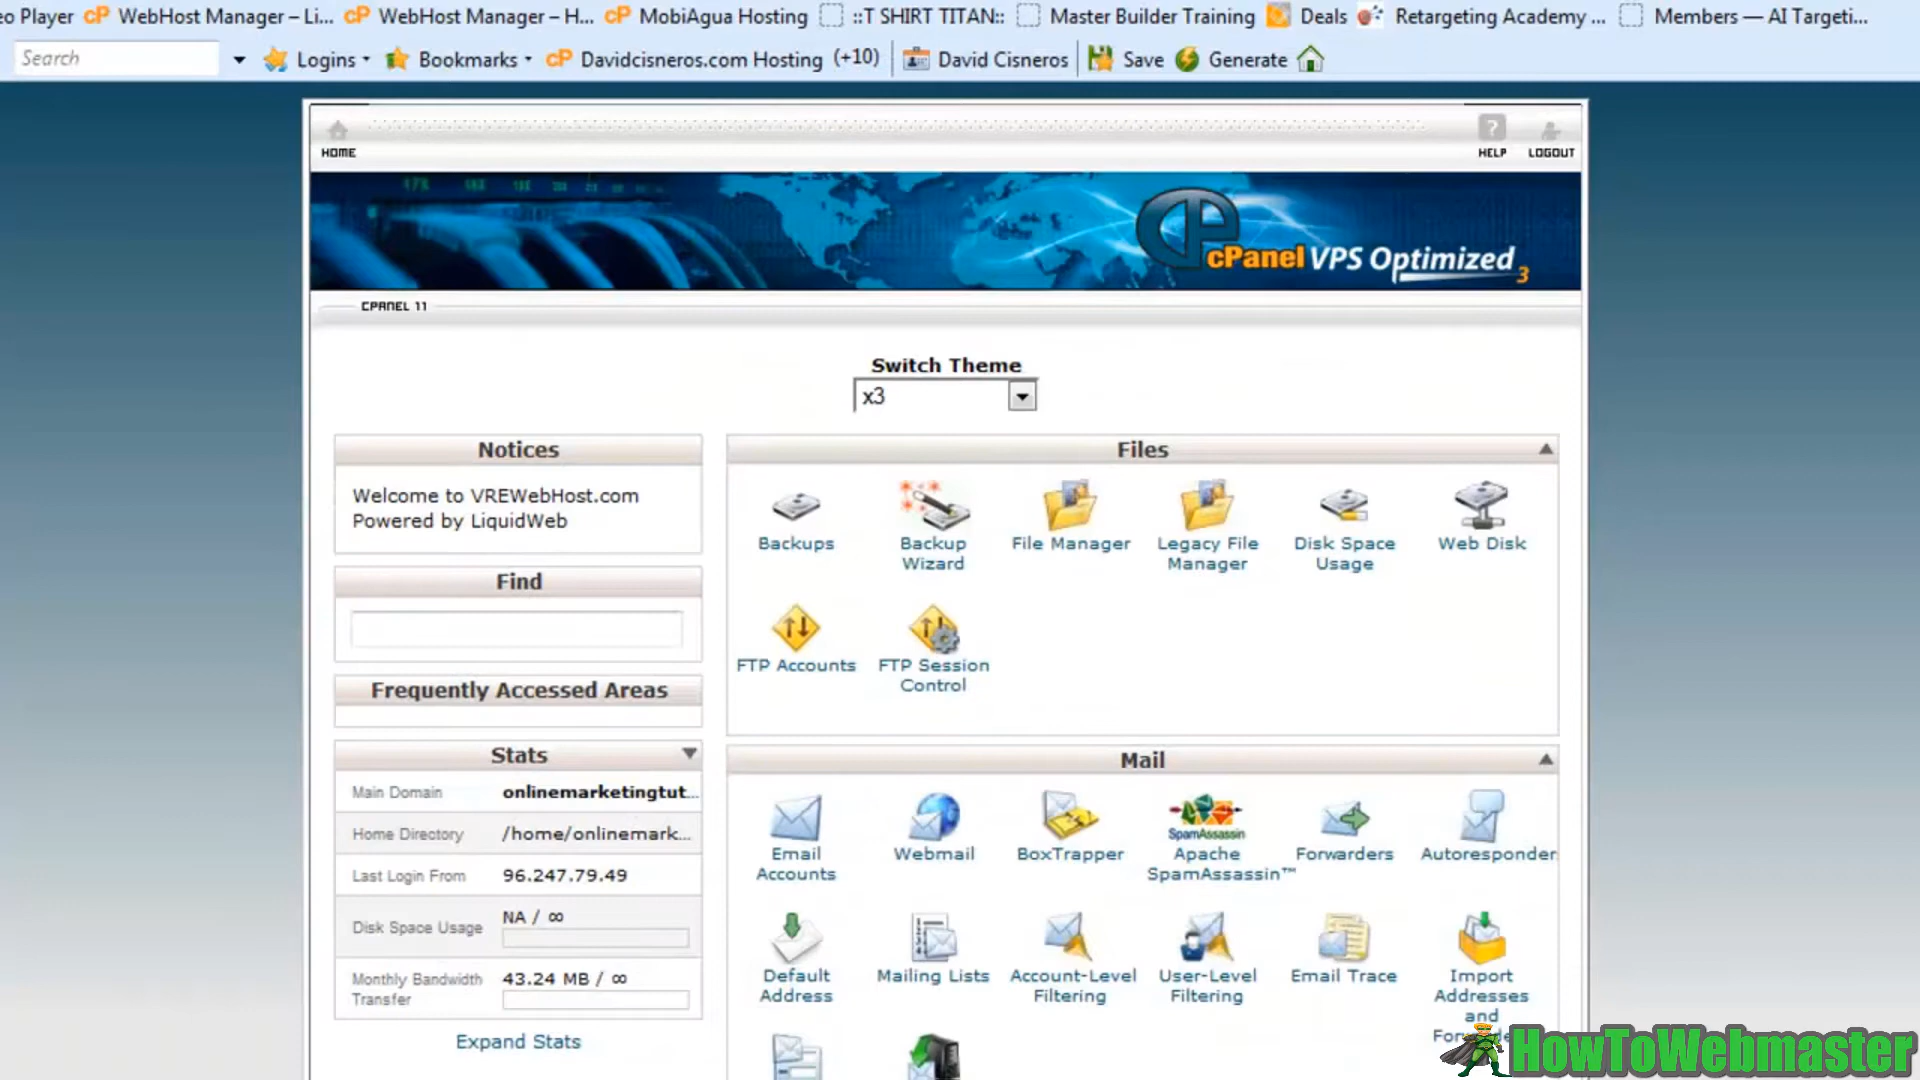 eo Player WebHost Manager – Li... WebHost Manager – H... MobiAgua Hosting ::T SHIRT TITAN:: Master Builder Training Deals Retargeting Academy ... Members — AI Targeti...
Search Logins Bookmarks Davidcisneros.com Hosting (+10) David Cisneros Save Generate
HOME
HELP LOGOUT
cPanel VPS Optimized 3
CPANEL 11
Switch Theme
x3
Notices
Welcome to VREWebHost.com
Powered by LiquidWeb
Find
Frequently Accessed Areas
Stats
Main Domain onlinemarketingtut...
Home Directory /home/onlinemark...
Last Login From 96.247.79.49
Disk Space Usage NA / ∞
Monthly Bandwidth Transfer 43.24 MB / ∞
Expand Stats
Files
Backups
Backup Wizard
File Manager
Legacy File Manager
Disk Space Usage
Web Disk
FTP Accounts
FTP Session Control
Mail
Email Accounts
Webmail
BoxTrapper
SpamAssassin
Apache SpamAssassin™
Forwarders
Autoresponder
Default Address
Mailing Lists
Account-Level Filtering
User-Level Filtering
Email Trace
Import Addresses and
HowToWebmaster